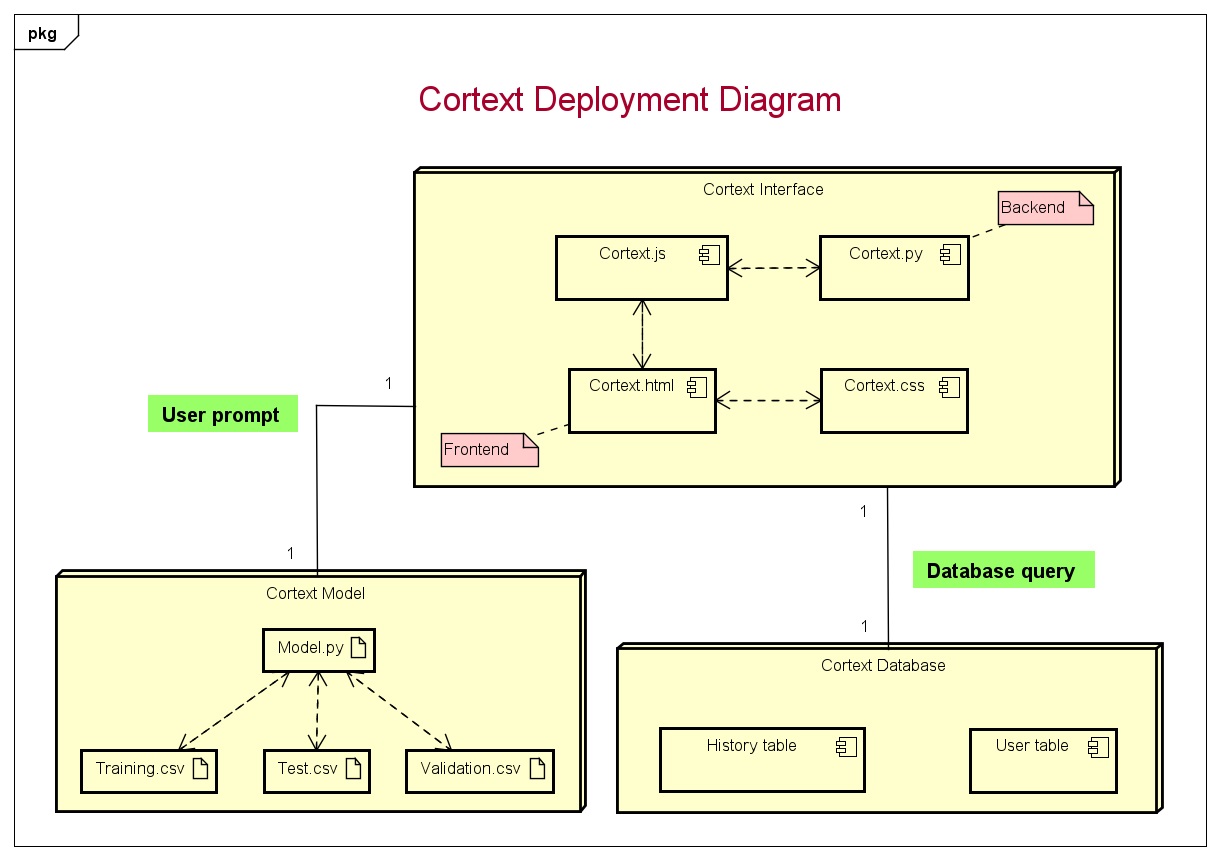 pkg
Cortext Deployment Diagram
Cortext Interface
Backend
Cortext.js
Cortext.py
Cortext.html
Cortext.css
Frontend
1
User prompt
1
1
Database query
1
Cortext Model
Model.py
Training.csv
Test.csv
Validation.csv
Cortext Database
History table
User table